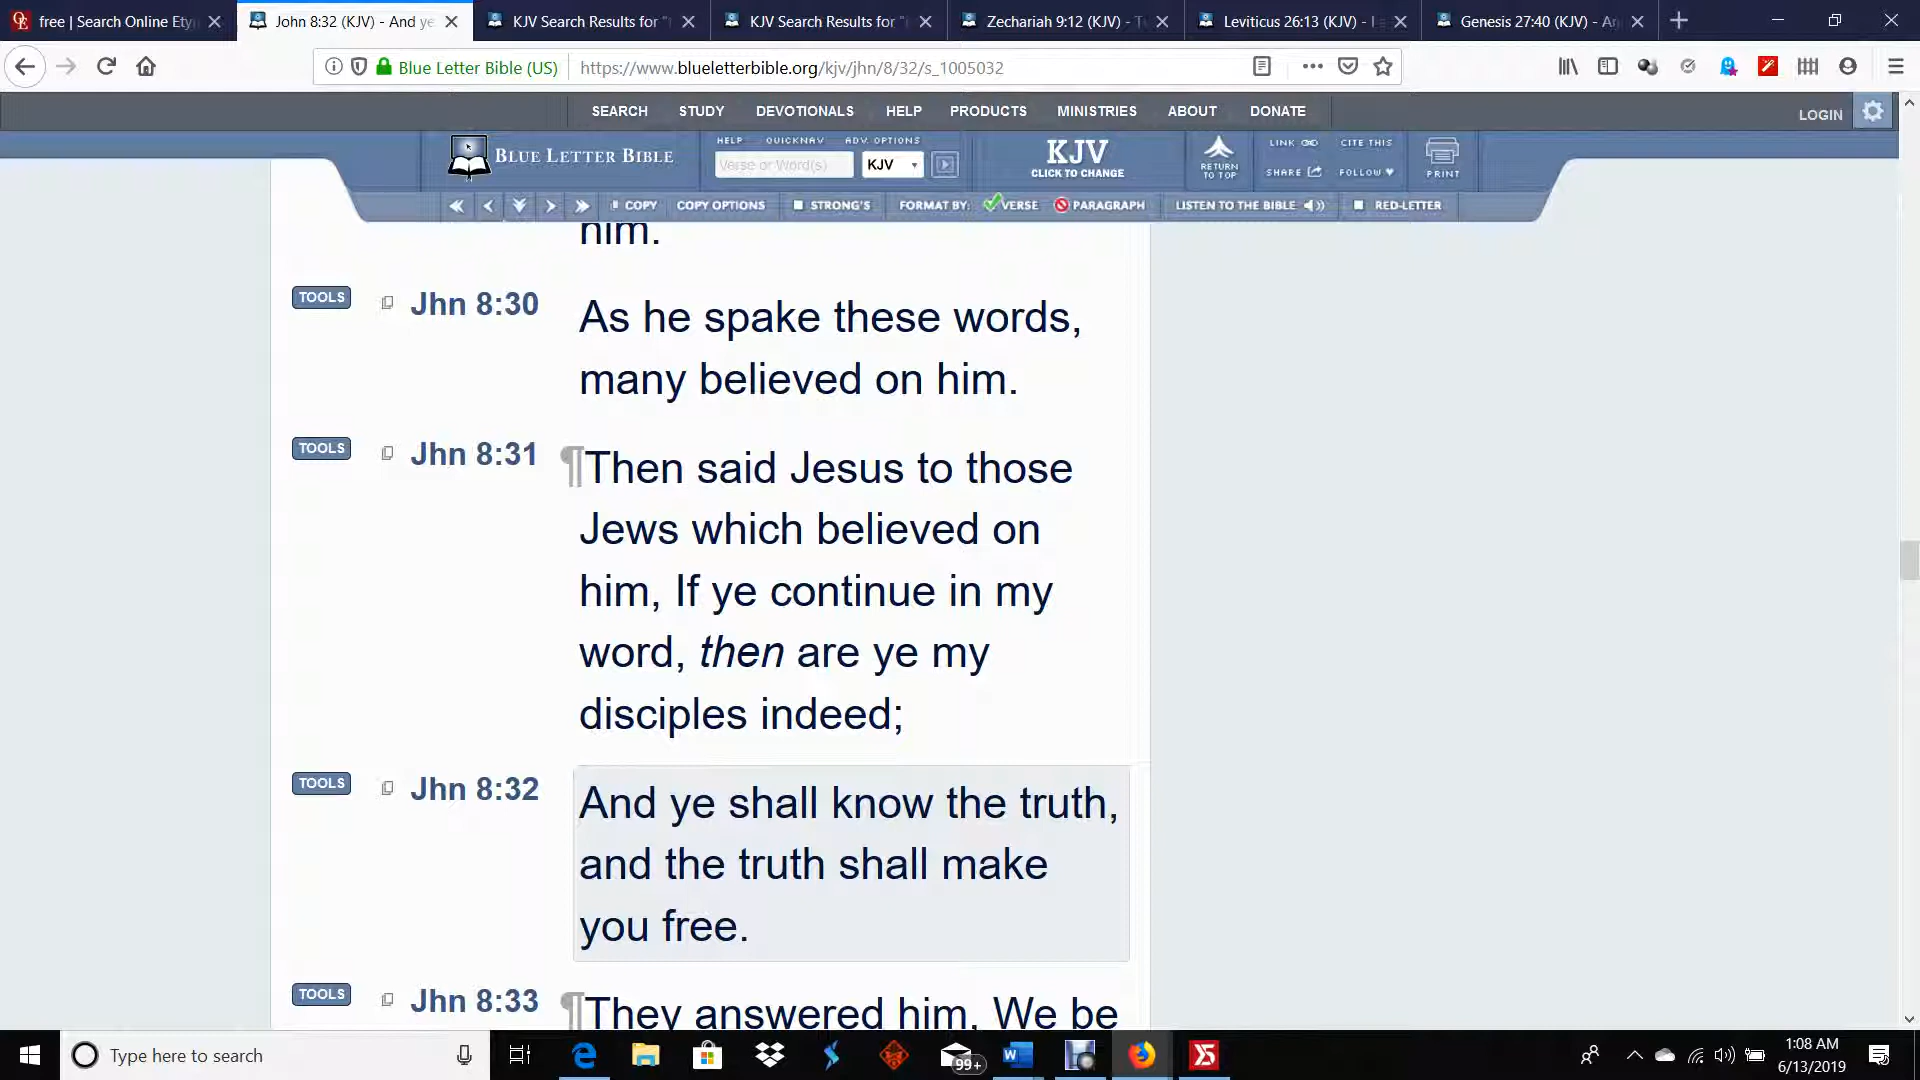 free | Search Online Ety
John 8:32 (KJV) - And ye
KJV Search Results for "
KJV Search Results for "
Zechariah 9:12 (KJV) - T
Leviticus 26:13 (KJV) - I
Genesis 27:40 (KJV) - An
Blue Letter Bible (US)
https://www.blueletterbible.org/kjv/jhn/8/32/s_1005032
SEARCH STUDY DEVOTIONALS HELP PRODUCTS MINISTRIES ABOUT DONATE
LOGIN
HELP QUICKNAV ADV. OPTIONS
BLUE LETTER BIBLE
Verse or Word(s)
KJV
KJV
CLICK TO CHANGE
RETURN
TO TOP
LINK CITE THIS
SHARE FOLLOW
PRINT
COPY COPY OPTIONS STRONG'S FORMAT BY: VERSE PARAGRAPH LISTEN TO THE BIBLE RED-LETTER
him.
TOOLS Jhn 8:30 As he spake these words,
many believed on him.
TOOLS Jhn 8:31 ¶Then said Jesus to those
Jews which believed on
him, If ye continue in my
word, then are ye my
disciples indeed;
TOOLS Jhn 8:32 And ye shall know the truth,
and the truth shall make
you free.
TOOLS Jhn 8:33 ¶They answered him, We be
Type here to search
99+
1:08 AM
6/13/2019